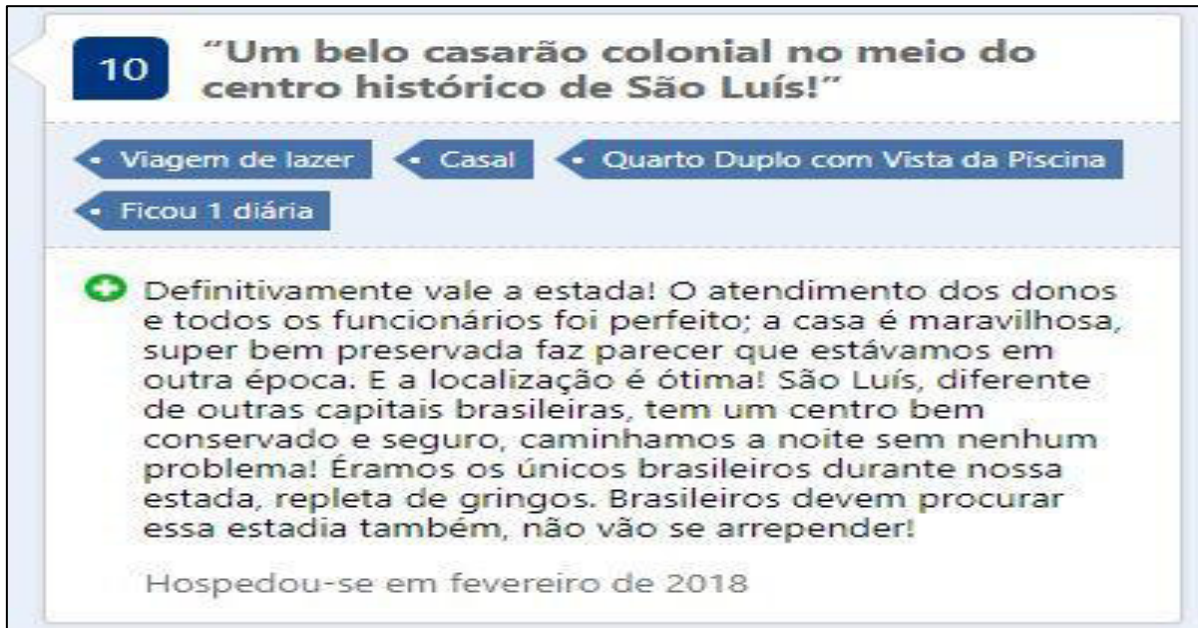 10
“Um belo casarão colonial no meio do
centro histórico de São Luís!”
• Viagem de lazer
• Casal
• Quarto Duplo com Vista da Piscina
• Ficou 1 diária
Definitivamente vale a estada! O atendimento dos donos
e todos os funcionários foi perfeito; a casa é maravilhosa,
super bem preservada faz parecer que estávamos em
outra época. E a localização é ótima! São Luís, diferente
de outras capitais brasileiras, tem um centro bem
conservado e seguro, caminhamos a noite sem nenhum
problema! Éramos os únicos brasileiros durante nossa
estada, repleta de gringos. Brasileiros devem procurar
essa estadia também, não vão se arrepender!
Hospedou-se em fevereiro de 2018